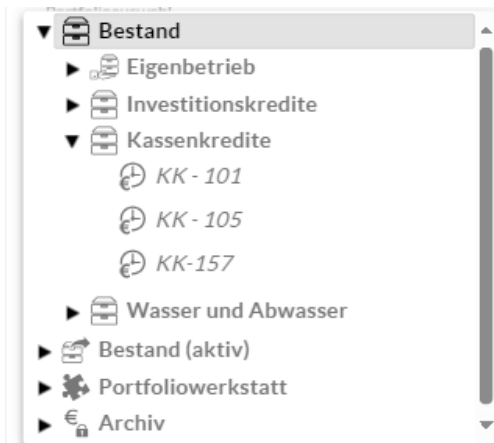 Bestand
Eigenbetrieb
Investitionskredite
Kassenkredite
KK - 101
KK - 105
KK-157
Wasser und Abwasser
Bestand (aktiv)
Portfoliowerkstatt
Archiv